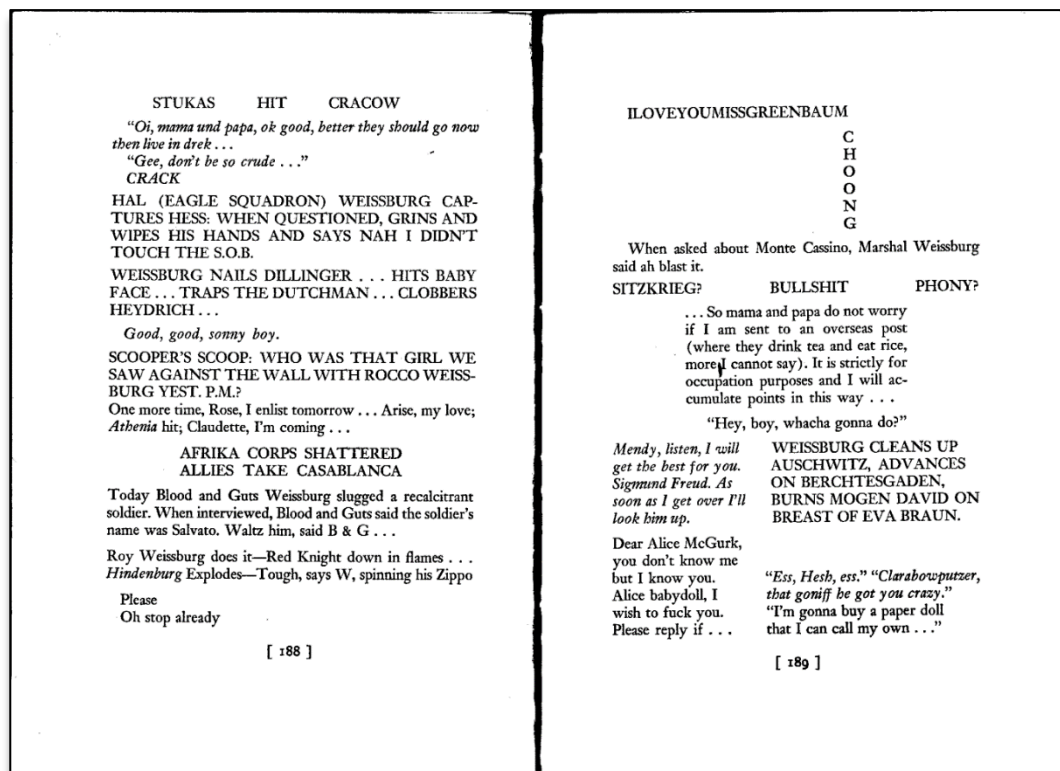 STUKAS HIT CRACOW
"Oi, mama und papa, ok good, better they should go now
then live in drek . . .
"Gee, don't be so crude . . ."
CRACK
HAL (EAGLE SQUADRON) WEISSBURG CAP-
TURES HESS: WHEN QUESTIONED, GRINS AND
WIPES HIS HANDS AND SAYS NAH I DIDN'T
TOUCH THE S.O.B.
WEISSBURG NAILS DILLINGER . . . HITS BABY
FACE . . . TRAPS THE DUTCHMAN . . . CLOBBERS
HEYDRICH . . .
Good, good, sonny boy.
SCOOPER'S SCOOP: WHO WAS THAT GIRL WE
SAW AGAINST THE WALL WITH ROCCO WEISS-
BURG YEST. P.M.?
One more time, Rose, I enlist tomorrow . . . Arise, my love;
Athenia hit; Claudette, I'm coming . . .
AFRIKA CORPS SHATTERED
ALLIES TAKE CASABLANCA
Today Blood and Guts Weissburg slugged a recalcitrant
soldier. When interviewed, Blood and Guts said the soldier's
name was Salvato. Waltz him, said B & G . . .
Roy Weissburg does it—Red Knight down in flames . . .
Hindenburg Explodes—Tough, says W, spinning his Zippo
Please
Oh stop already
[ 188 ]
ILOVEYOUMISSGREENBAUM
C
H
O
O
N
G
When asked about Monte Cassino, Marshal Weissburg
said ah blast it.
SITZKRIEG? BULLSHIT PHONY?
. . . So mama and papa do not worry
if I am sent to an overseas post
(where they drink tea and eat rice,
more I cannot say). It is strictly for
occupation purposes and I will ac-
cumulate points in this way . . .
"Hey, boy, whacha gonna do?"
Mendy, listen, I will
get the best for you.
Sigmund Freud. As
soon as I get over I'll
look him up.
WEISSBURG CLEANS UP
AUSCHWITZ, ADVANCES
ON BERCHTESGADEN,
BURNS MOGEN DAVID ON
BREAST OF EVA BRAUN.
Dear Alice McGurk,
you don't know me
but I know you.
Alice babydoll, I
wish to fuck you.
Please reply if . . .
"Ess, Hesh, ess." "Clarabowputzer,
that goniff he got you crazy."
"I'm gonna buy a paper doll
that I can call my own . . ."
[ 189 ]